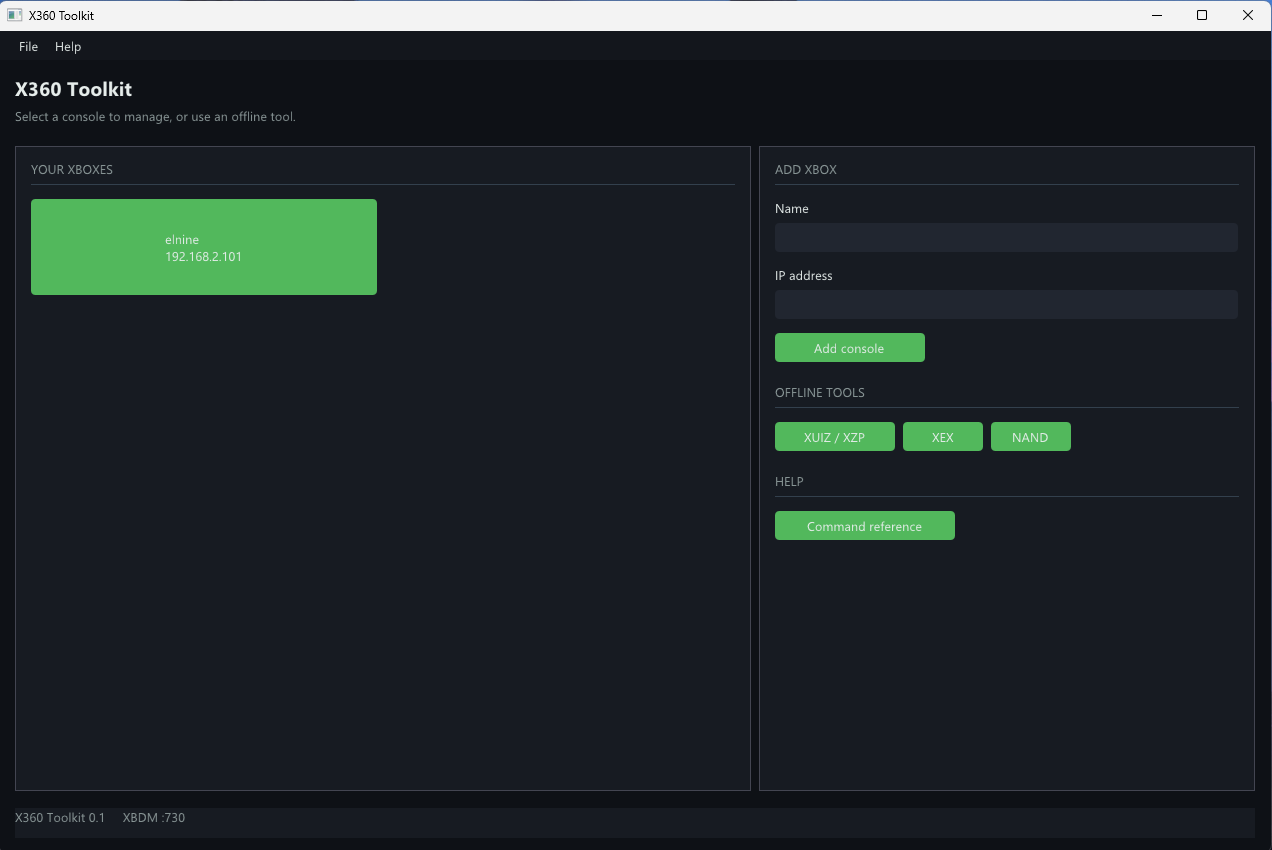 X360 Toolkit
File Help
X360 Toolkit
Select a console to manage, or use an offline tool.
YOUR XBOXES
elnine
192.168.2.101
ADD XBOX
Name
IP address
Add console
OFFLINE TOOLS
XUIZ / XZP XEX NAND
HELP
Command reference
X360 Toolkit 0.1 XBDM :730